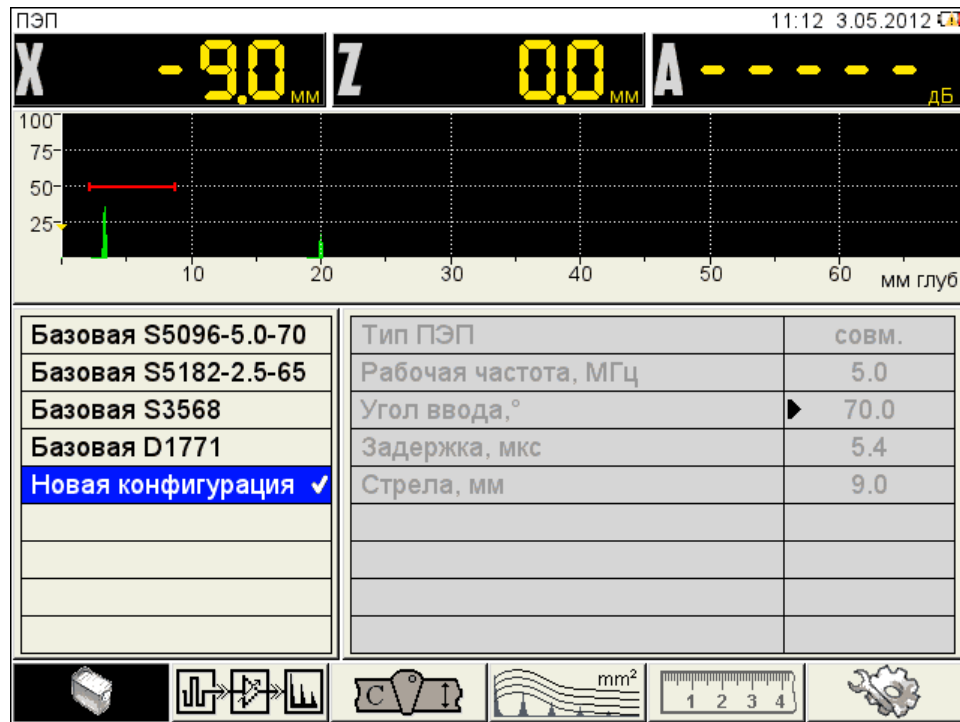 ПЭП 11:12 3.05.2012
X -9.0 мм Z 0.0 мм A ----- дБ
100
75
50
25
10 20 30 40 50 60 мм глуб
Базовая S5096-5.0-70
Базовая S5182-2.5-65
Базовая S3568
Базовая D1771
Новая конфигурация
Тип ПЭП совм.
Рабочая частота, МГц 5.0
Угол ввода,° 70.0
Задержка, мкс 5.4
Стрела, мм 9.0
C mm² 1 2 3 4